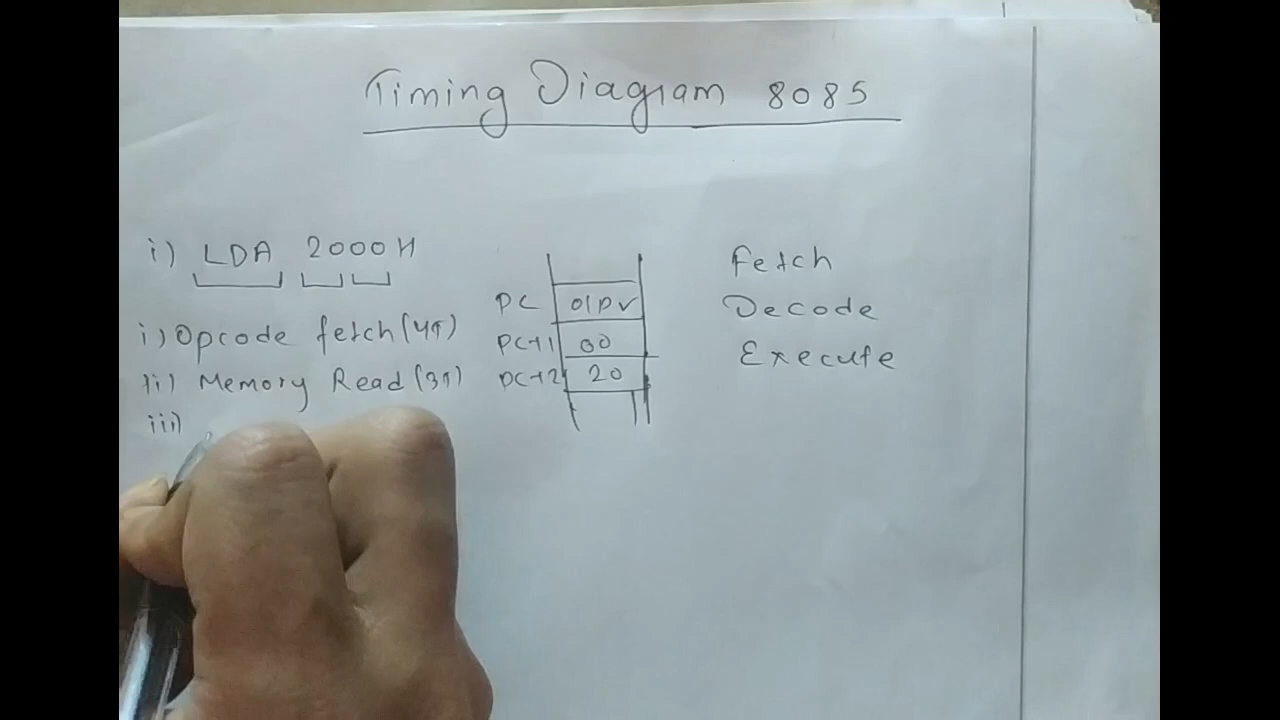 Timing Diagram 8085
i) LDA 2000H
i) Opcode fetch (4T)
ii) Memory Read (3T)
iii)
PC O/P
PC+1 00
PC+2 20
Fetch
Decode
Execute